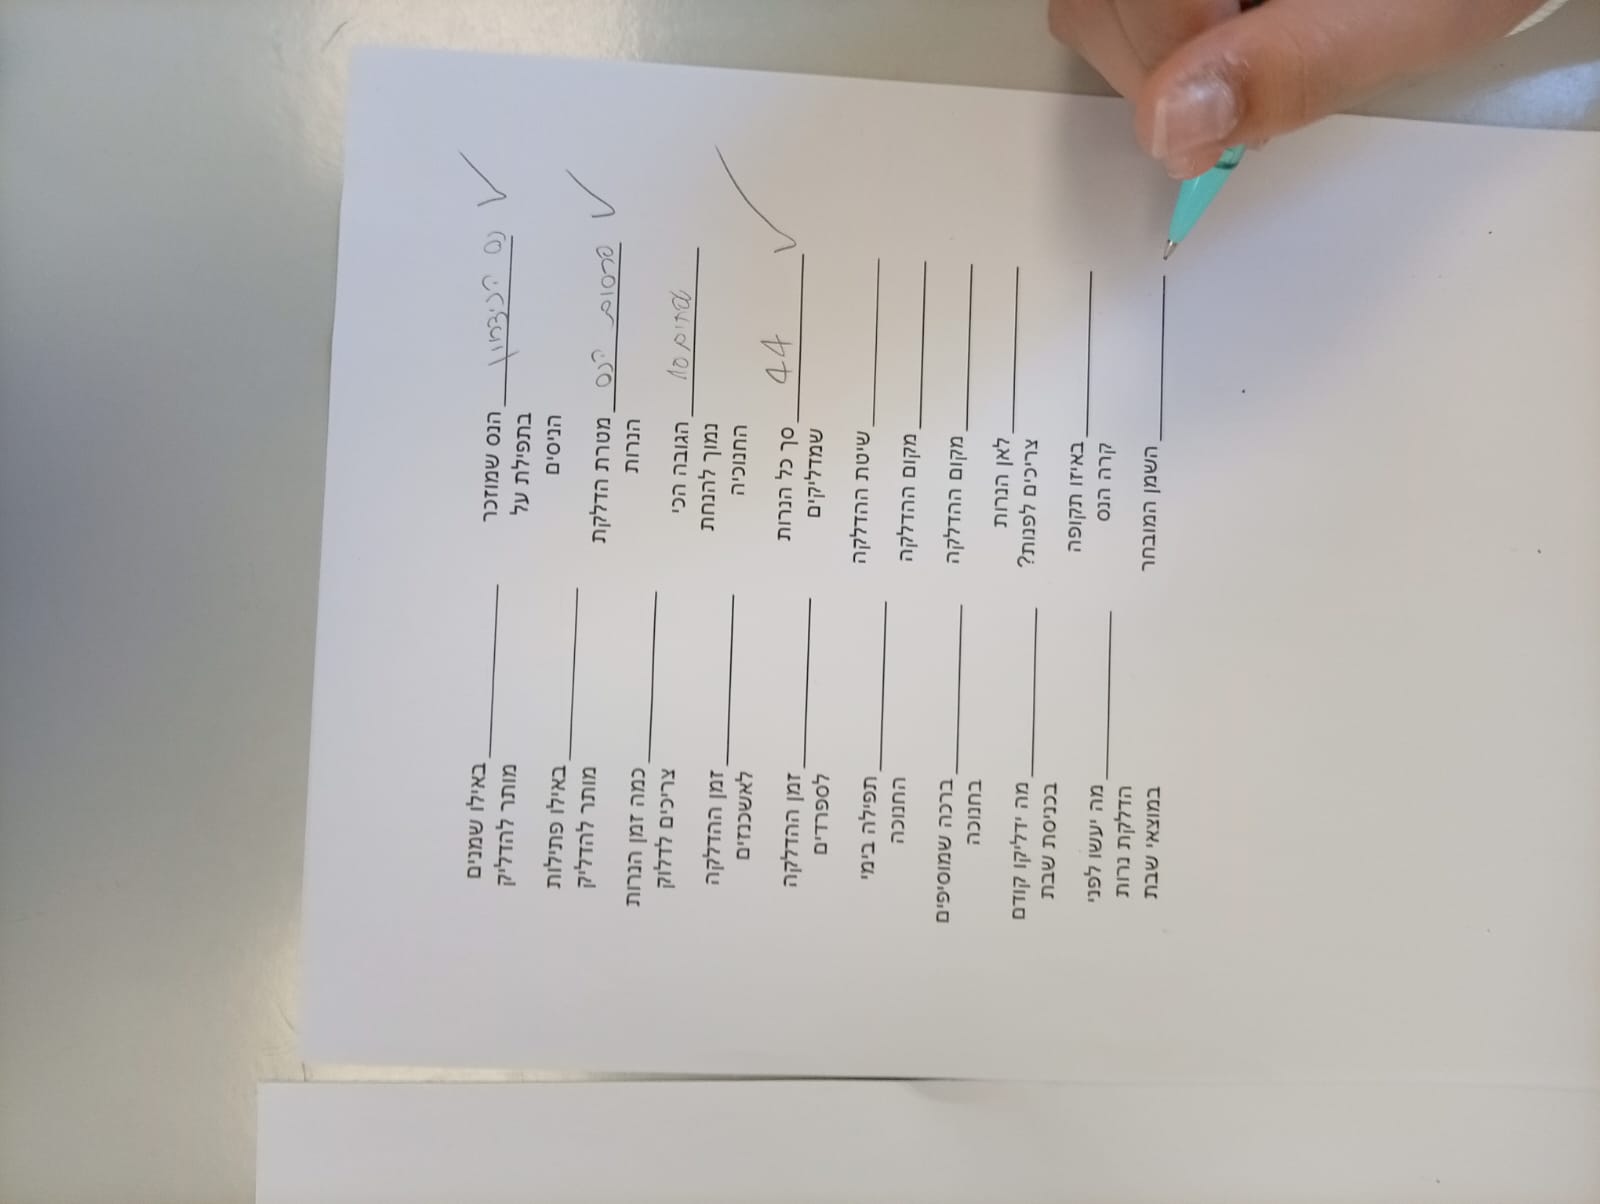 נס הניצחון הנס שמוזכר
בתפילת על
הניסים
פרסומת הנס מטרת הדלקת
הנרות
הגובה הכי
נמוך להנחת
החנוכיה
44 סך כל הנרות
שמדליקים
שיטת ההדלקה
מקום ההדלקה
מקום ההדלקה
לאן הנרות
צריכים לפנות?
באיזו תקופה
קרה הנס
השמן המובחר
באילו שמנים
מותר להדליק
באילו פתילות
מותר להדליק
כמה זמן הנרות
צריכים לדלוק
זמן ההדלקה
לאשכנזים
זמן ההדלקה
לספרדים
תפילה בימי
החנוכה
ברכה שמוסיפים
בחנוכה
מה ידליקו קודם
בכניסת שבת
מה יעשו לפני
הדלקת נרות
במוצאי שבת